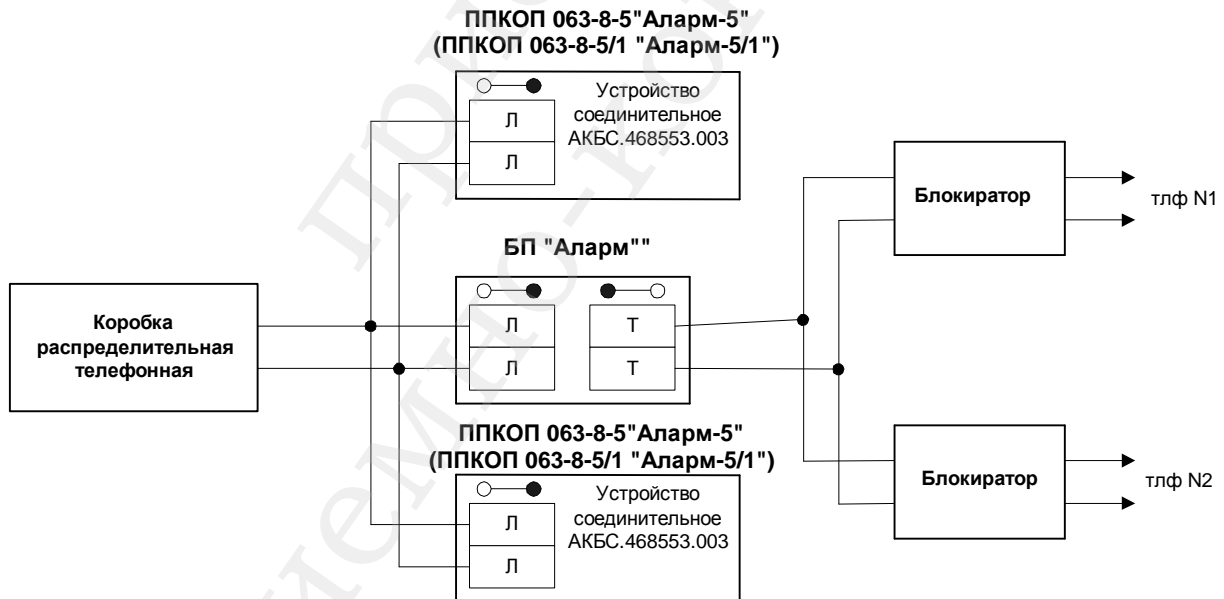 ППКОП 063-8-5"Аларм-5"
(ППКОП 063-8-5/1 "Аларм-5/1")
Устройство
соединительное
АКБС.468553.003
Л
Л
БП "Аларм""
Л
Л
Т
Т
Коробка
распределительная
телефонная
Блокиратор
тлф N1
ППКОП 063-8-5"Аларм-5"
(ППКОП 063-8-5/1 "Аларм-5/1")
Устройство
соединительное
АКБС.468553.003
Л
Л
Блокиратор
тлф N2